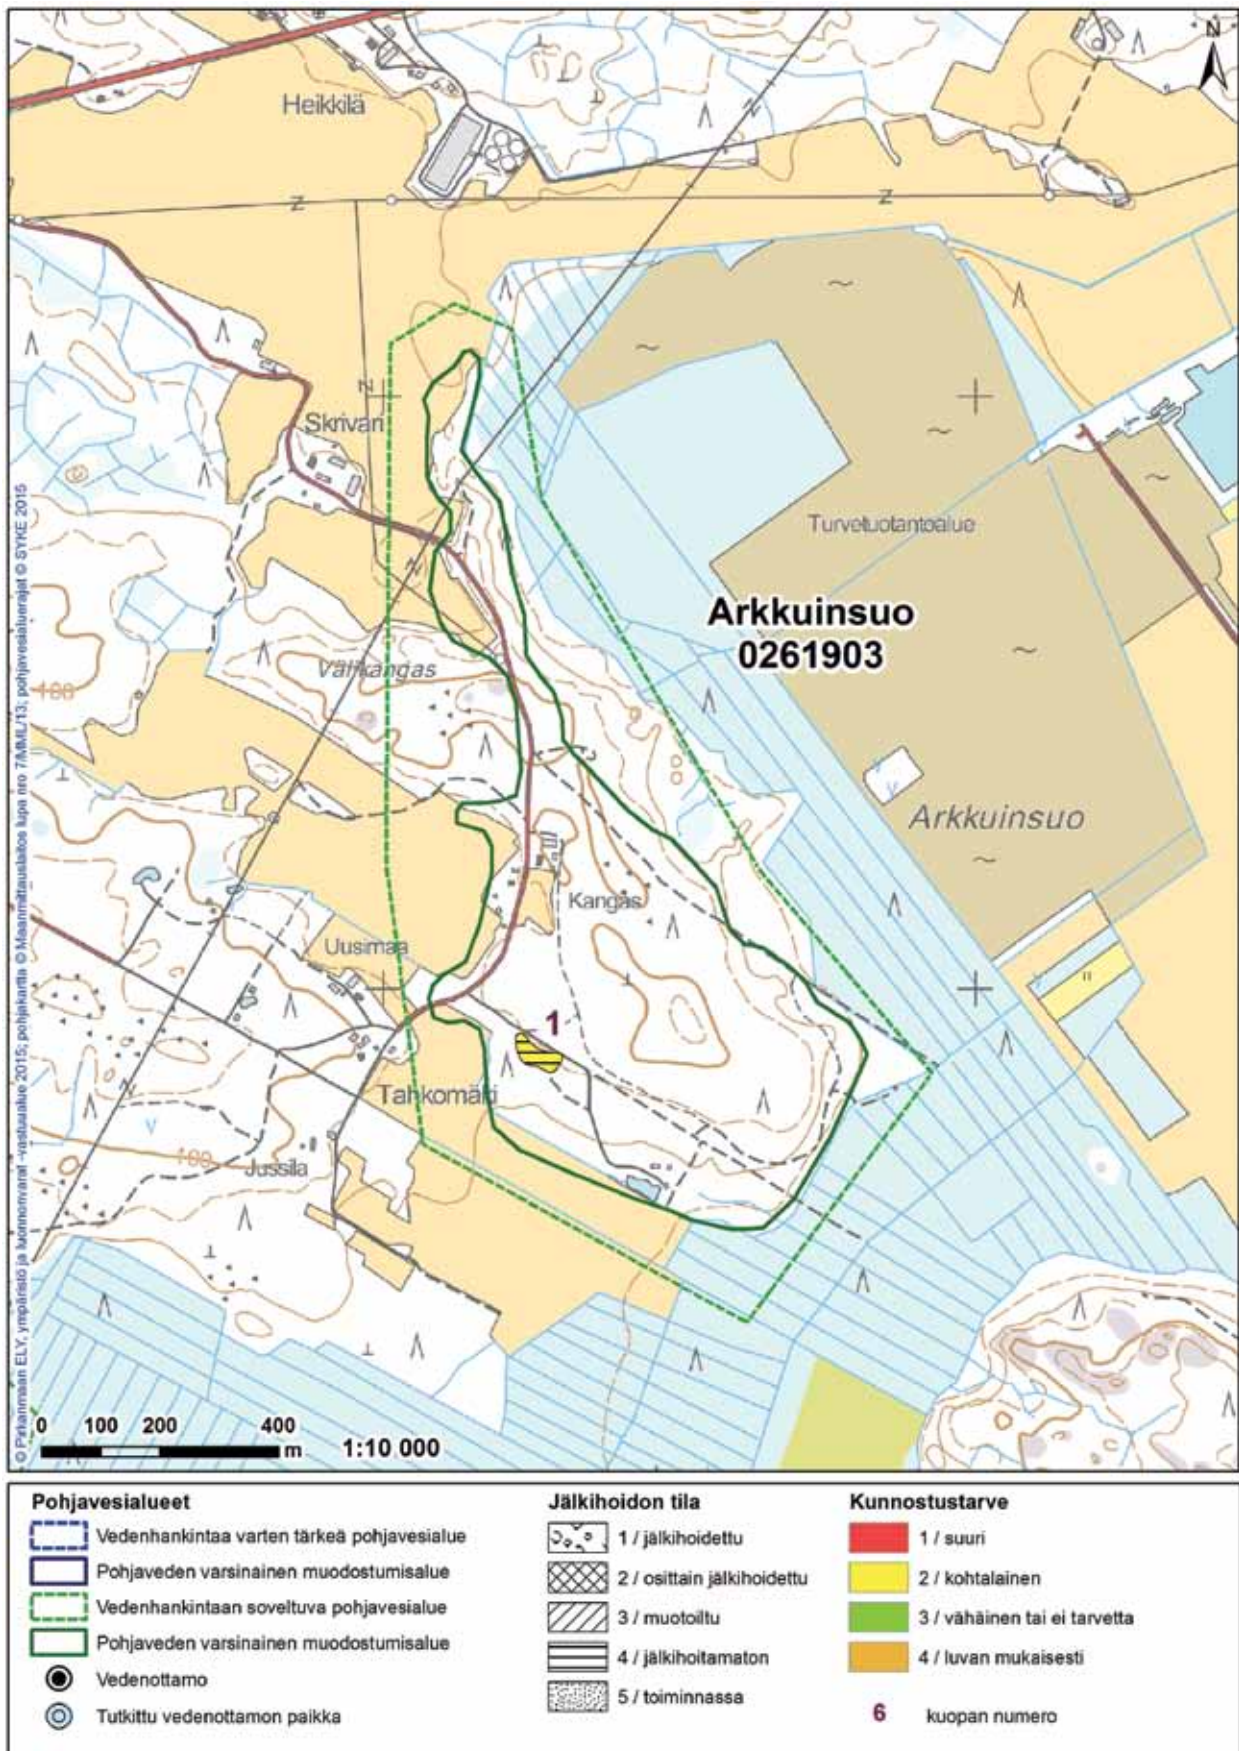 N
Heikkilä
Skrivari
Turvetuotantoalue
Arkkuinsuo
0261903
Välikangas
100
Arkkuinsuo
Kangas
Uusimaa
1
Tahkomäki
100
Jussila
© Pirkanmaan ELY, ympäristö ja luonnonvarat -vastuualue 2015; pohjakartta © Maanmittauslaitos lupa nro 7/MML/13; pohjavesialuerajat © SYKE 2015
0 100 200 400
m 1:10 000
Pohjavesialueet
Vedenhankintaa varten tärkeä pohjavesialue
Pohjaveden varsinainen muodostumisalue
Vedenhankintaan soveltuva pohjavesialue
Pohjaveden varsinainen muodostumisalue
Vedenottamo
Tutkittu vedenottamon paikka
Jälkihoidon tila
1 / jälkihoidettu
2 / osittain jälkihoidettu
3 / muotoiltu
4 / jälkihoitamaton
5 / toiminnassa
Kunnostustarve
1 / suuri
2 / kohtalainen
3 / vähäinen tai ei tarvetta
4 / luvan mukaisesti
6 kuopan numero